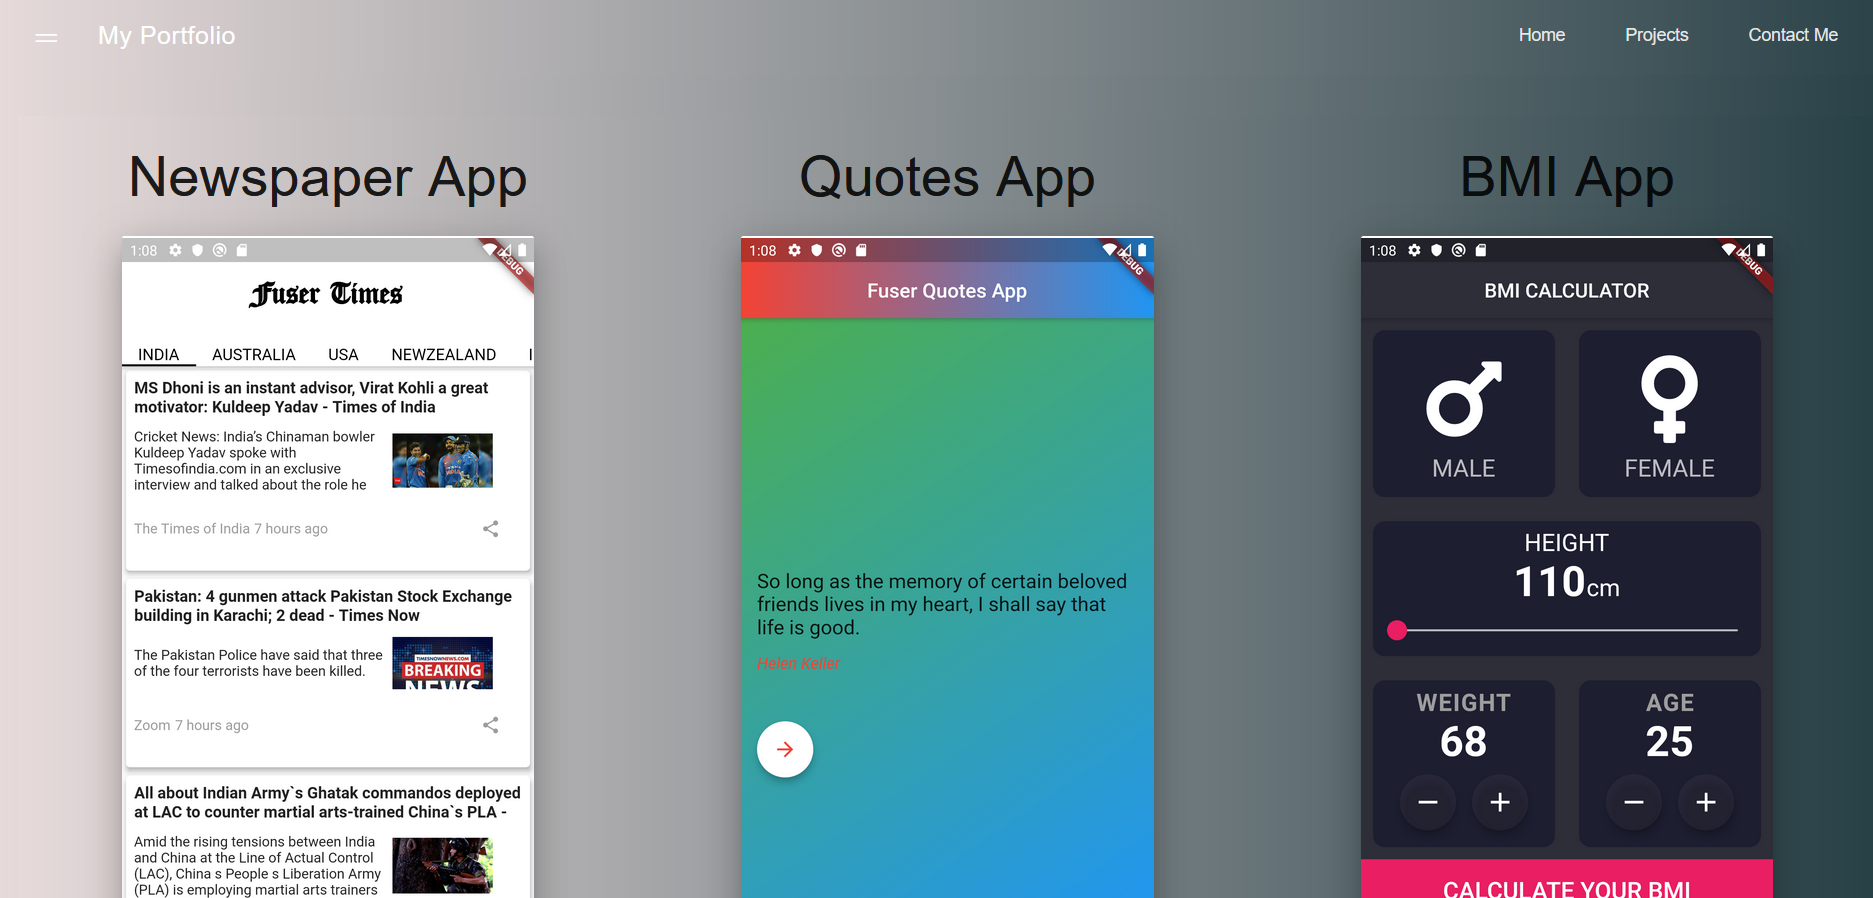 My Portfolio
Home
Projects
Contact Me
Newspaper App
Quotes App
BMI App
1:08
DEBUG
Fuser Times
INDIA
AUSTRALIA
USA
NEWZEALAND
MS Dhoni is an instant advisor, Virat Kohli a great
motivator: Kuldeep Yadav - Times of India
Cricket News: India’s Chinaman bowler
Kuldeep Yadav spoke with
Timesofindia.com in an exclusive
interview and talked about the role he
The Times of India 7 hours ago
Pakistan: 4 gunmen attack Pakistan Stock Exchange
building in Karachi; 2 dead - Times Now
The Pakistan Police have said that three
of the four terrorists have been killed.
TIMESNOWNEWS.COM
BREAKING
NEWS
Zoom 7 hours ago
All about Indian Army`s Ghatak commandos deployed
at LAC to counter martial arts-trained China`s PLA -
Amid the rising tensions between India
and China at the Line of Actual Control
(LAC), China s People s Liberation Army
(PLA) is employing martial arts trainers
1:08
DEBUG
Fuser Quotes App
So long as the memory of certain beloved
friends lives in my heart, I shall say that
life is good.
Helen Keller
1:08
DEBUG
BMI CALCULATOR
MALE
FEMALE
HEIGHT
110cm
WEIGHT
68
AGE
25
CALCULATE YOUR BMI